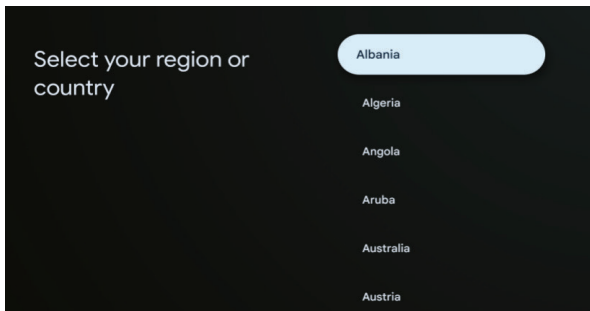 Select your region or
country
Albania
Algeria
Angola
Aruba
Australia
Austria